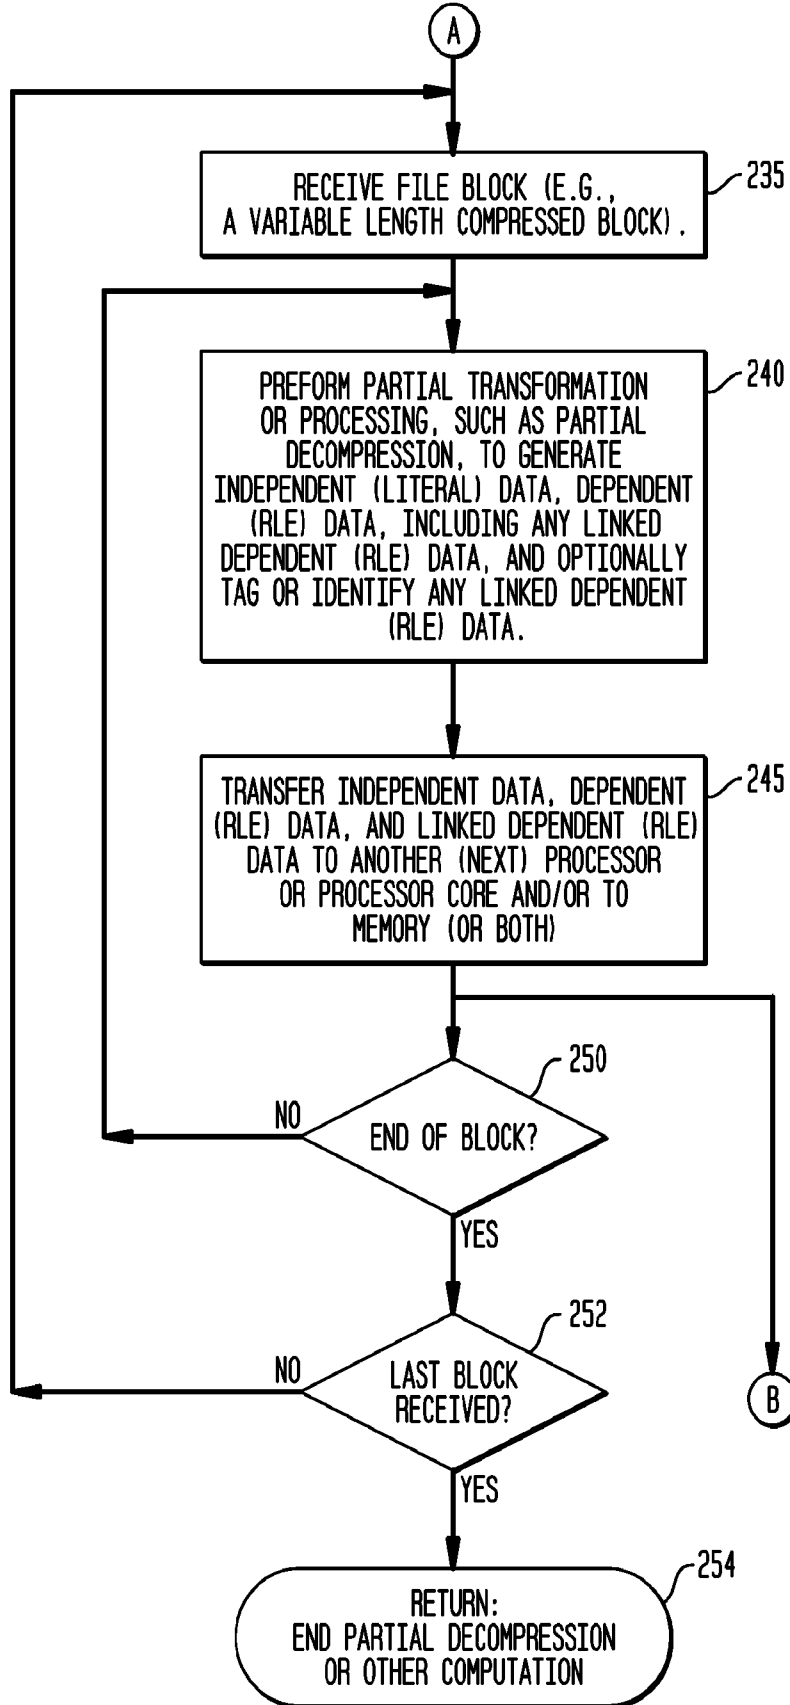 A
RECEIVE FILE BLOCK (E.G.,
A VARIABLE LENGTH COMPRESSED BLOCK).
235
PREFORM PARTIAL TRANSFORMATION
OR PROCESSING, SUCH AS PARTIAL
DECOMPRESSION, TO GENERATE
INDEPENDENT (LITERAL) DATA, DEPENDENT
(RLE) DATA, INCLUDING ANY LINKED
DEPENDENT (RLE) DATA, AND OPTIONALLY
TAG OR IDENTIFY ANY LINKED DEPENDENT
(RLE) DATA.
240
TRANSFER INDEPENDENT DATA, DEPENDENT
(RLE) DATA, AND LINKED DEPENDENT (RLE)
DATA TO ANOTHER (NEXT) PROCESSOR
OR PROCESSOR CORE AND/OR TO
MEMORY (OR BOTH)
245
250
NO
END OF BLOCK?
YES
252
NO
LAST BLOCK
RECEIVED?
B
YES
254
RETURN:
END PARTIAL DECOMPRESSION
OR OTHER COMPUTATION